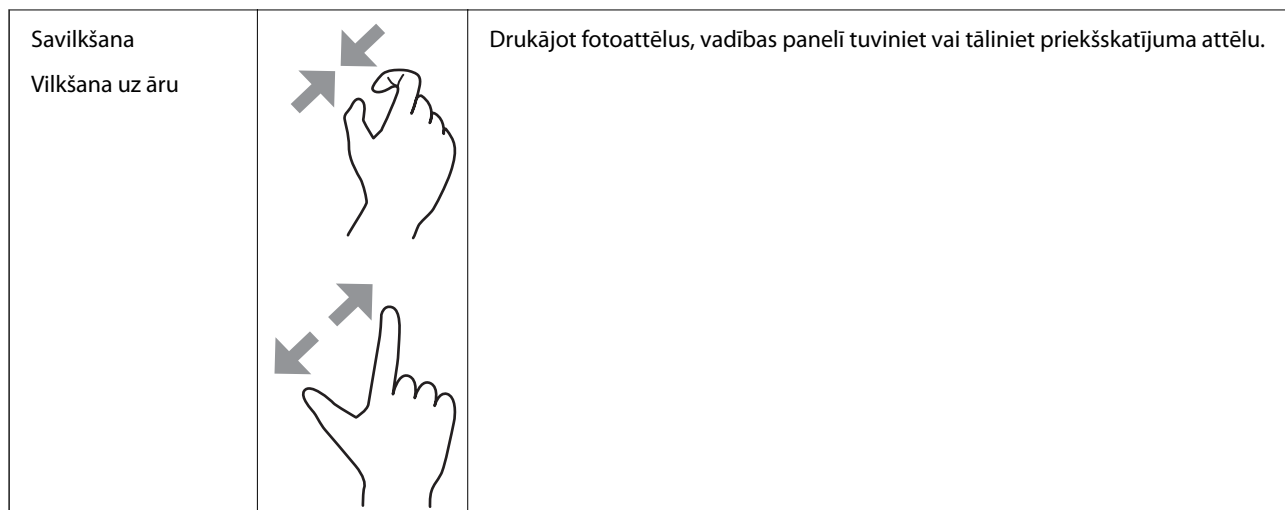 Savilkšana
Vilkšana uz āru
Drukājot fotoattēlus, vadības panelī tuviniet vai tāliniet priekšskatījuma attēlu.